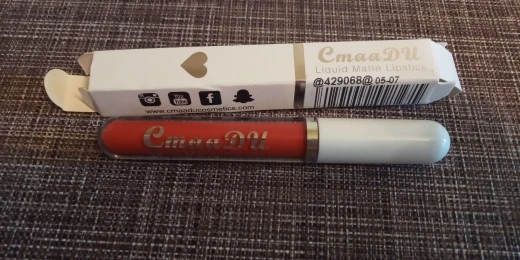 CmaaDU
Liquid Matte Lipstick
@429068@ 05-07
www.cmaaducosmetics.com
CmaaDU